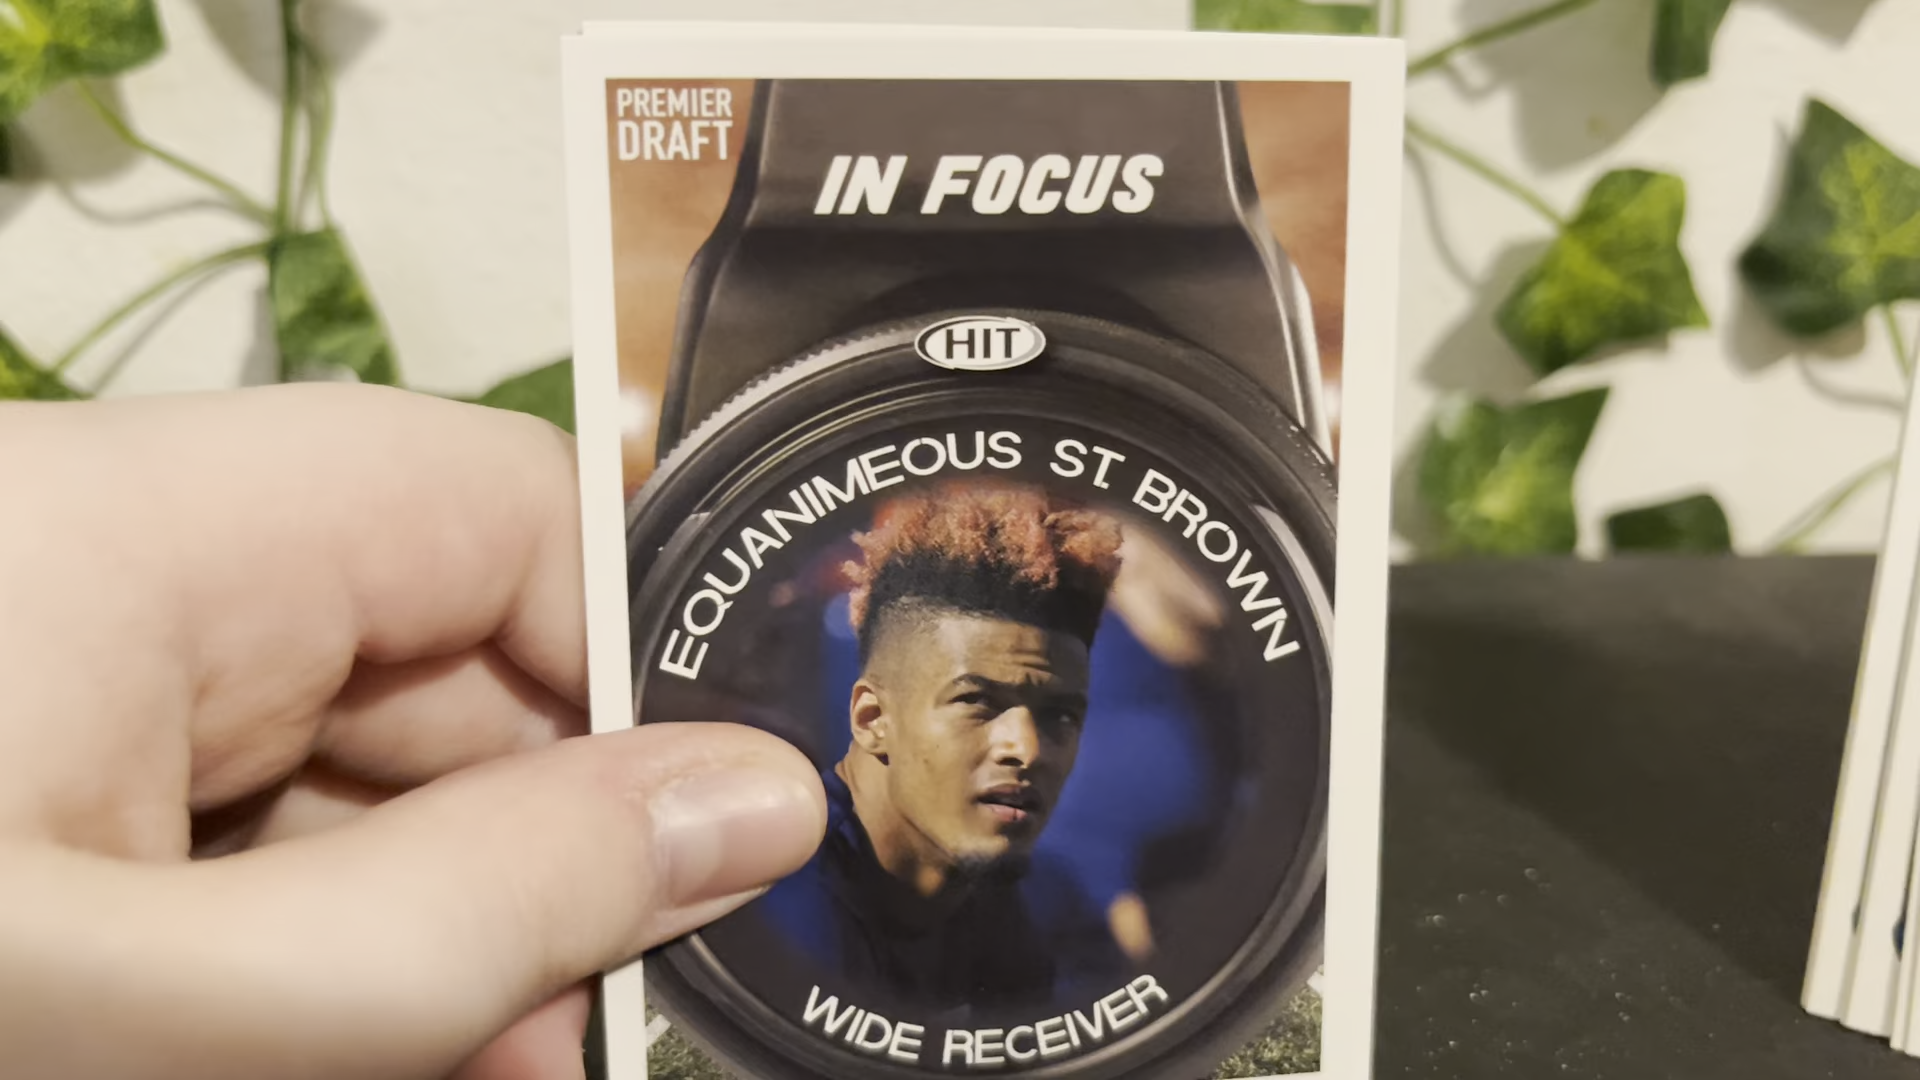 PREMIER
DRAFT
IN FOCUS
HIT
EQUANIMEOUS ST. BROWN
WIDE RECEIVER